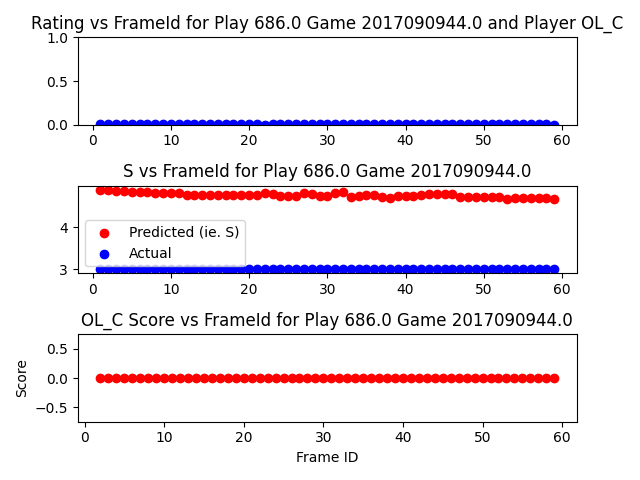 Rating vs FrameId for Play 686.0 Game 2017090944.0 and Player OL_C
1.0
0.5
0.0
0 10 20 30 40 50 60
S vs FrameId for Play 686.0 Game 2017090944.0
4
Predicted (ie. S)
Actual
3
0 10 20 30 40 50 60
OL_C Score vs FrameId for Play 686.0 Game 2017090944.0
0.5
0.0
−0.5
Score
0 10 20 30 40 50 60
Frame ID